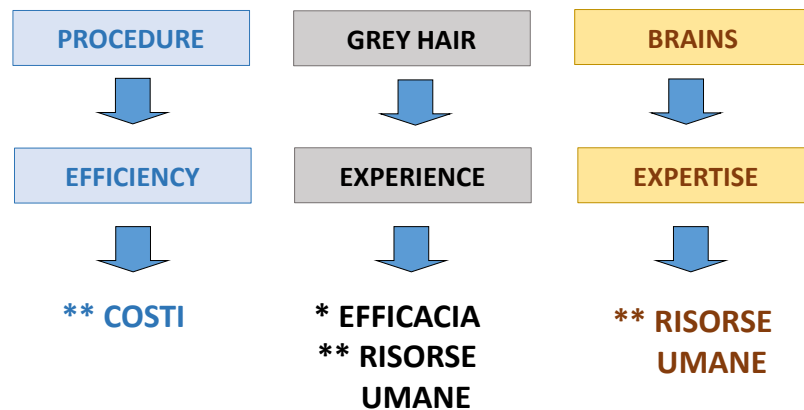 PROCEDURE
GREY HAIR
BRAINS
EFFICIENCY
EXPERIENCE
EXPERTISE
** COSTI
* EFFICACIA
** RISORSE
UMANE
** RISORSE
UMANE